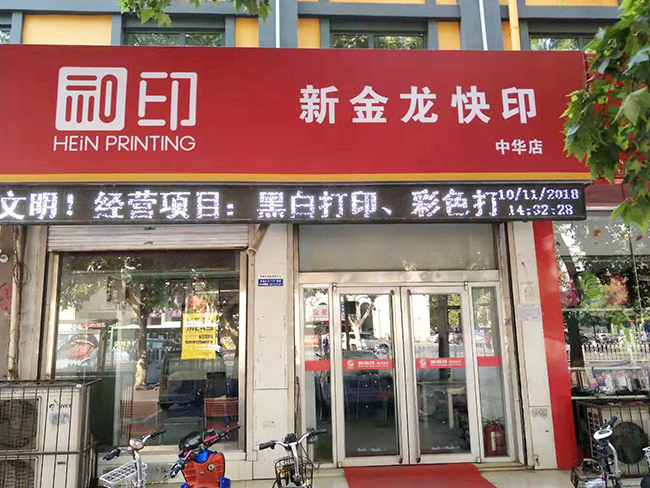 印
HEiN PRINTING
新金龙快印
中华店
文明！经营项目：黑白打印、彩色打
10/11/2018
14:32:28